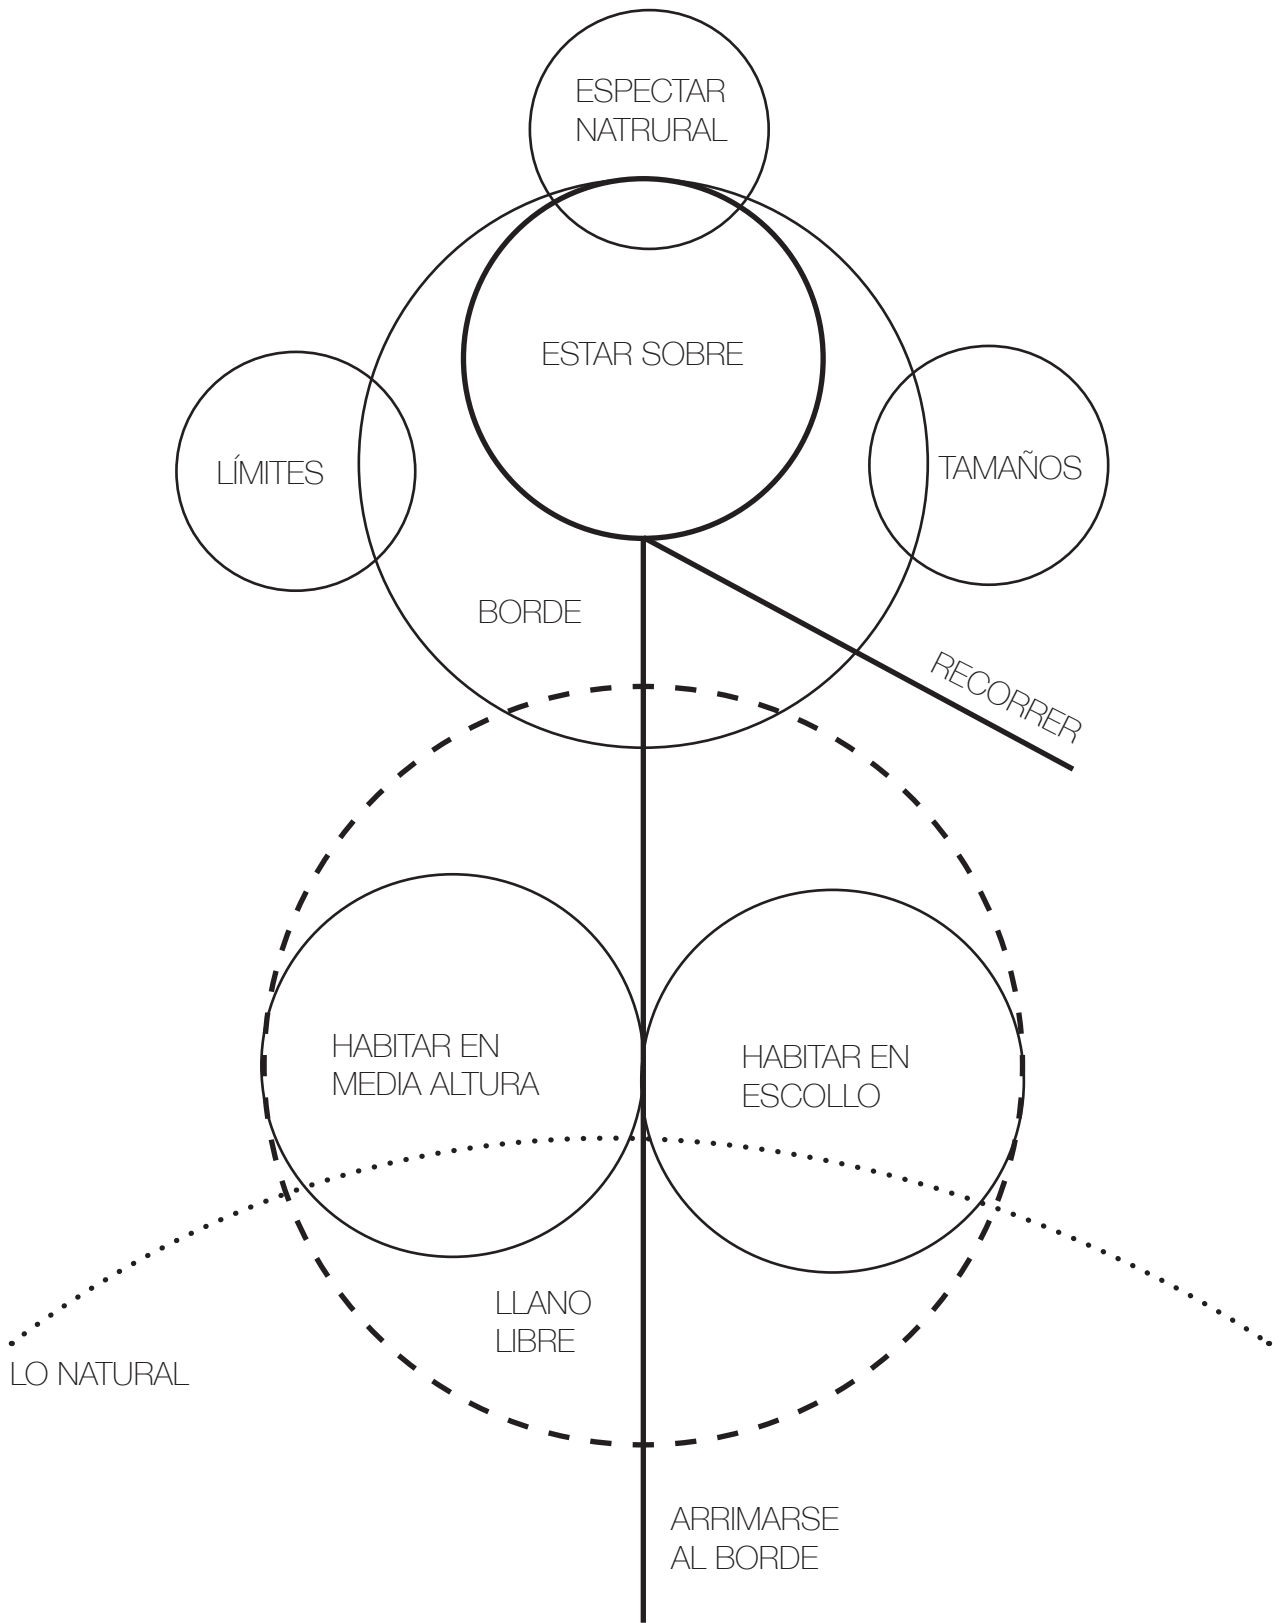 ESPECTAR
NATRURAL
ESTAR SOBRE
LÍMITES
TAMAÑOS
BORDE
RECORRER
HABITAR EN
MEDIA ALTURA
HABITAR EN
ESCOLLO
LLANO
LIBRE
LO NATURAL
ARRIMARSE
AL BORDE